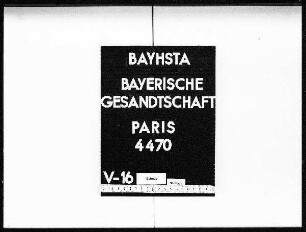 BAYHSTA
BAYERISCHE
GESANDTSCHAFT
PARIS
4470
V-16